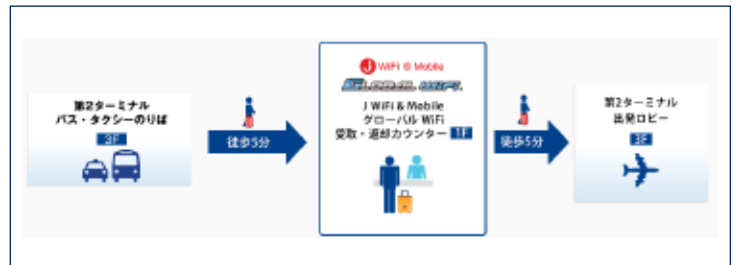 第2ターミナル
バス・タクシーのりば
3F
徒歩5分
J WiFi & Mobile
GLOBAL WiFi
J WiFi & Mobile
グローバル WiFi
受取・返却カウンター 1F
徒歩5分
第2ターミナル
出発ロビー
3F